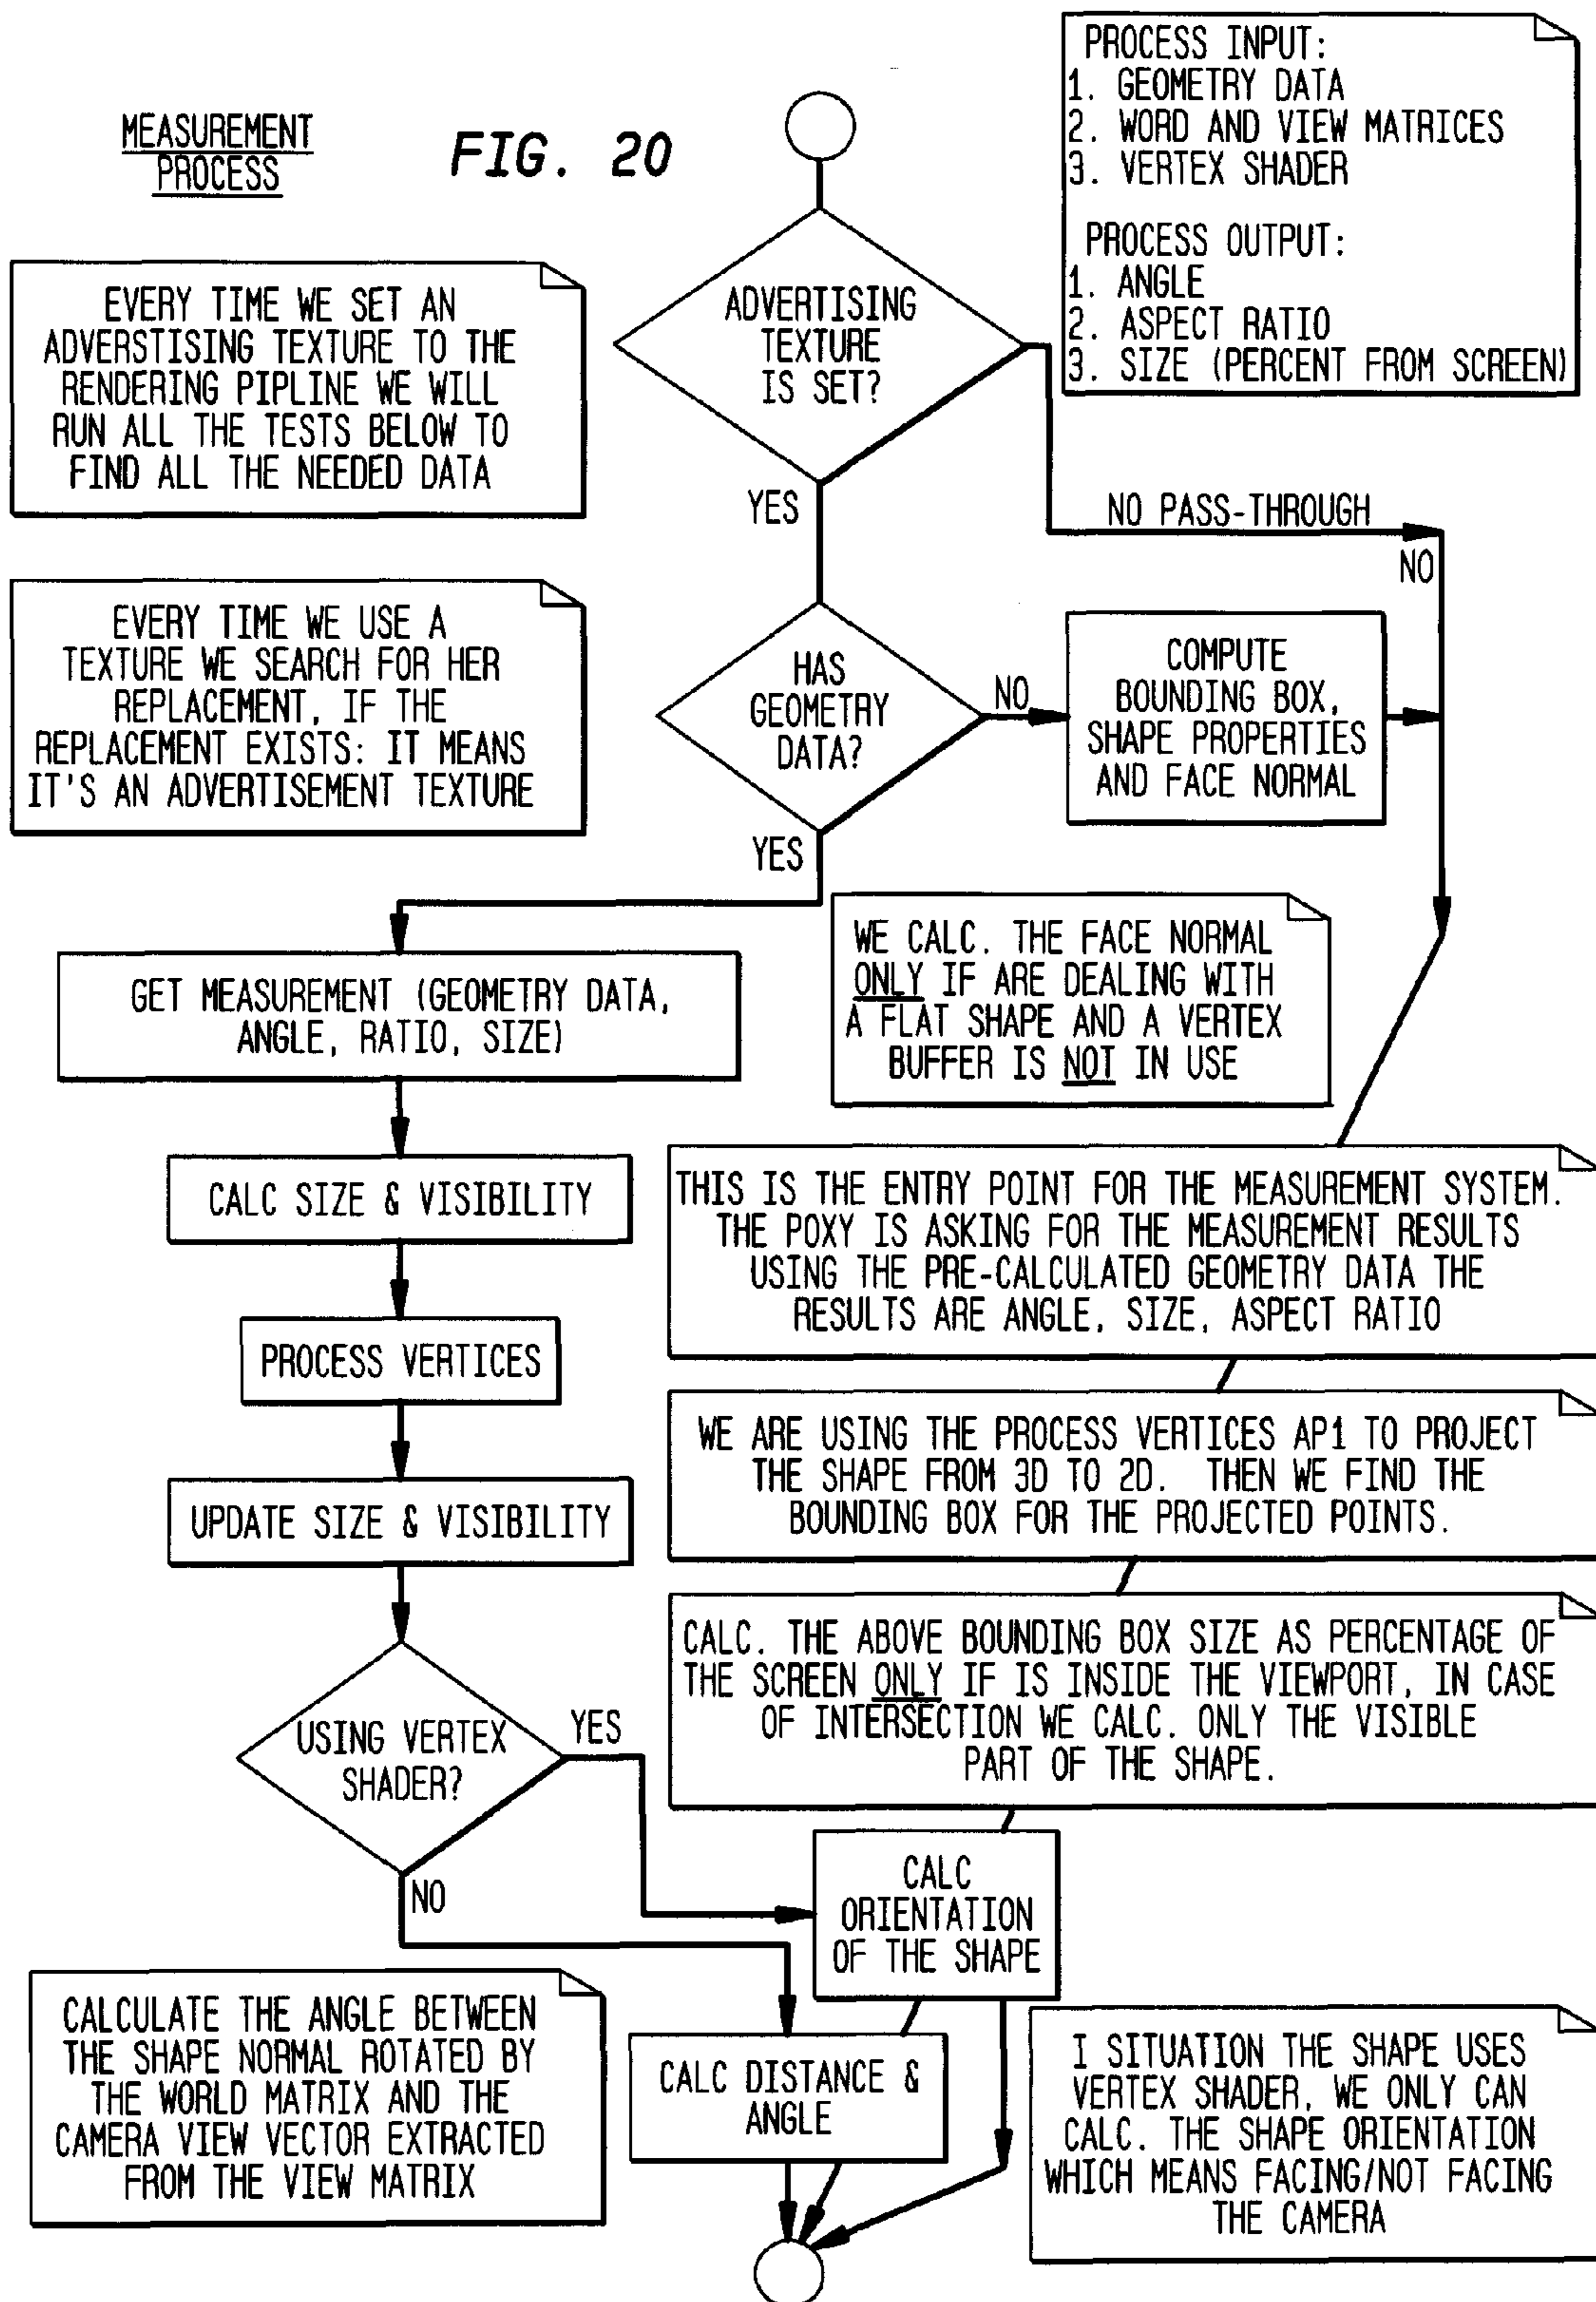 MEASUREMENT
PROCESS
FIG. 20
PROCESS INPUT:
1. GEOMETRY DATA
2. WORD AND VIEW MATRICES
3. VERTEX SHADER
PROCESS OUTPUT:
1. ANGLE
2. ASPECT RATIO
3. SIZE (PERCENT FROM SCREEN)
EVERY TIME WE SET AN
ADVERSTISING TEXTURE TO THE
RENDERING PIPLINE WE WILL
RUN ALL THE TESTS BELOW TO
FIND ALL THE NEEDED DATA
ADVERTISING
TEXTURE
IS SET?
YES
NO PASS-THROUGH
NO
EVERY TIME WE USE A
TEXTURE WE SEARCH FOR HER
REPLACEMENT, IF THE
REPLACEMENT EXISTS: IT MEANS
IT'S AN ADVERTISEMENT TEXTURE
HAS
GEOMETRY
DATA?
NO
COMPUTE
BOUNDING BOX,
SHAPE PROPERTIES
AND FACE NORMAL
YES
WE CALC. THE FACE NORMAL
ONLY IF ARE DEALING WITH
A FLAT SHAPE AND A VERTEX
BUFFER IS NOT IN USE
GET MEASUREMENT (GEOMETRY DATA,
ANGLE, RATIO, SIZE)
CALC SIZE & VISIBILITY
THIS IS THE ENTRY POINT FOR THE MEASUREMENT SYSTEM.
THE POXY IS ASKING FOR THE MEASUREMENT RESULTS
USING THE PRE-CALCULATED GEOMETRY DATA THE
RESULTS ARE ANGLE, SIZE, ASPECT RATIO
PROCESS VERTICES
WE ARE USING THE PROCESS VERTICES AP1 TO PROJECT
THE SHAPE FROM 3D TO 2D. THEN WE FIND THE
BOUNDING BOX FOR THE PROJECTED POINTS.
UPDATE SIZE & VISIBILITY
CALC. THE ABOVE BOUNDING BOX SIZE AS PERCENTAGE OF
THE SCREEN ONLY IF IS INSIDE THE VIEWPORT, IN CASE
OF INTERSECTION WE CALC. ONLY THE VISIBLE
PART OF THE SHAPE.
USING VERTEX
SHADER?
YES
NO
CALC
ORIENTATION
OF THE SHAPE
CALCULATE THE ANGLE BETWEEN
THE SHAPE NORMAL ROTATED BY
THE WORLD MATRIX AND THE
CAMERA VIEW VECTOR EXTRACTED
FROM THE VIEW MATRIX
CALC DISTANCE &
ANGLE
I SITUATION THE SHAPE USES
VERTEX SHADER, WE ONLY CAN
CALC. THE SHAPE ORIENTATION
WHICH MEANS FACING/NOT FACING
THE CAMERA